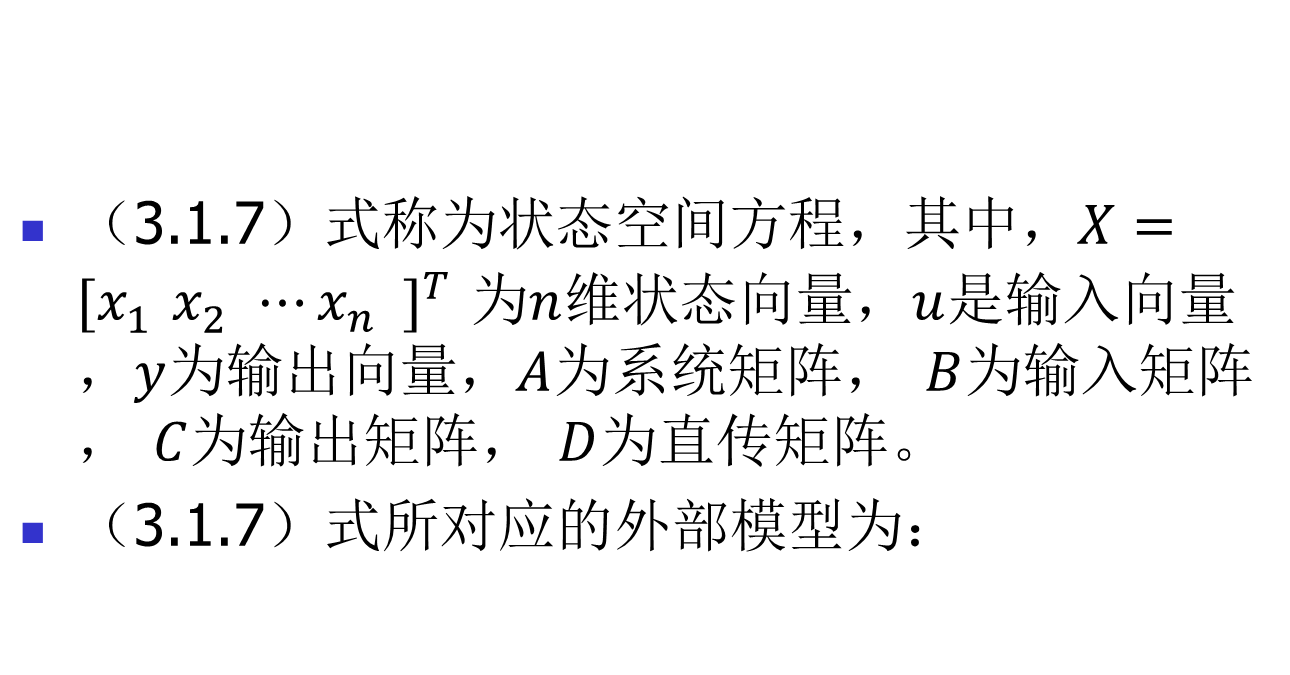 （3.1.7）式称为状态空间方程，其中，X =
[x₁ x₂ ⋯ xₙ ]ᵀ 为n维状态向量，u是输入向量
，y为输出向量，A为系统矩阵， B为输入矩阵
， C为输出矩阵， D为直传矩阵。
（3.1.7）式所对应的外部模型为：